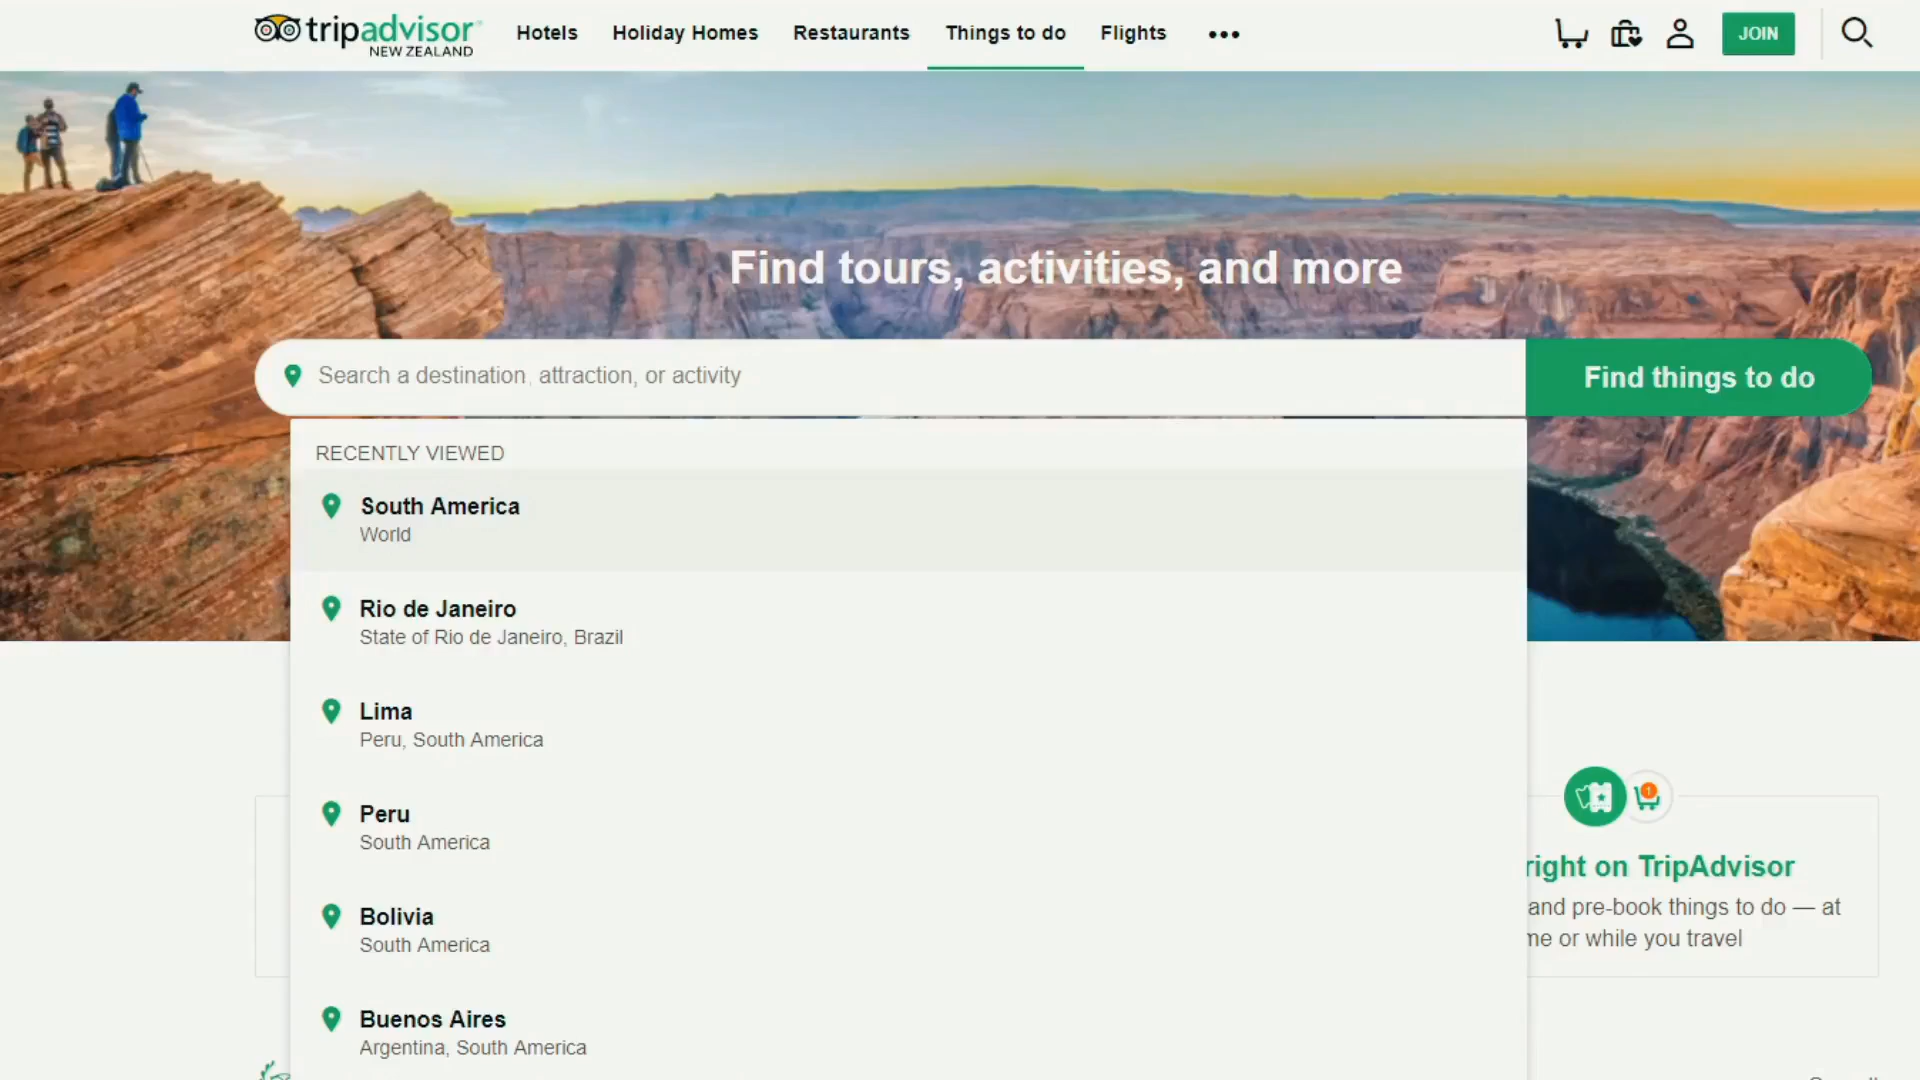 tripadvisor
NEW ZEALAND
Hotels
Holiday Homes
Restaurants
Things to do
Flights
JOIN
Find tours, activities, and more
Search a destination, attraction, or activity
Find things to do
RECENTLY VIEWED
South America
World
Rio de Janeiro
State of Rio de Janeiro, Brazil
Lima
Peru, South America
Peru
South America
Bolivia
South America
Buenos Aires
Argentina, South America
1
right on TripAdvisor
and pre-book things to do — at
me or while you travel